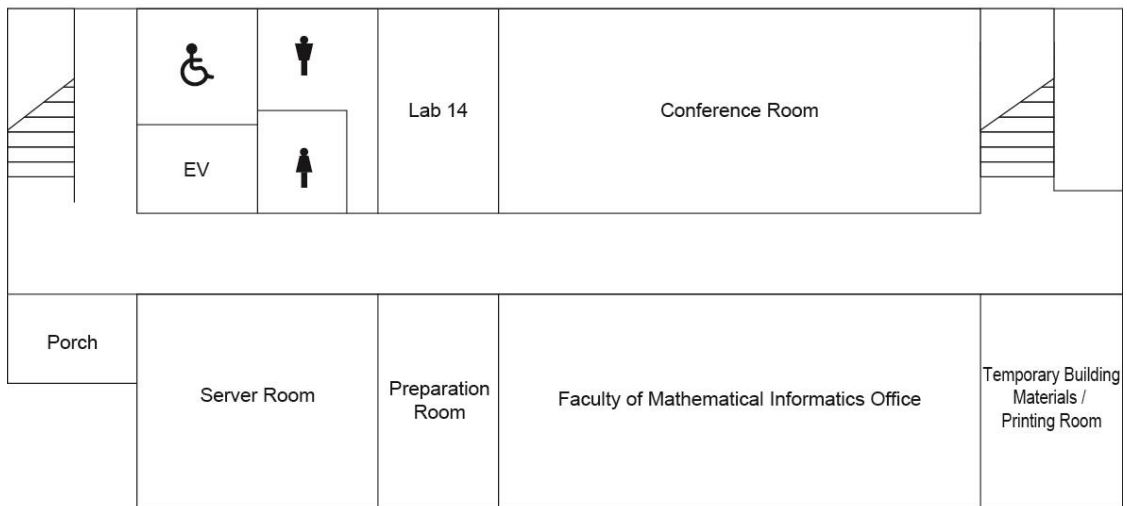 Lab 14
Conference Room
EV
Porch
Server Room
Preparation
Room
Faculty of Mathematical Informatics Office
Temporary Building
Materials /
Printing Room